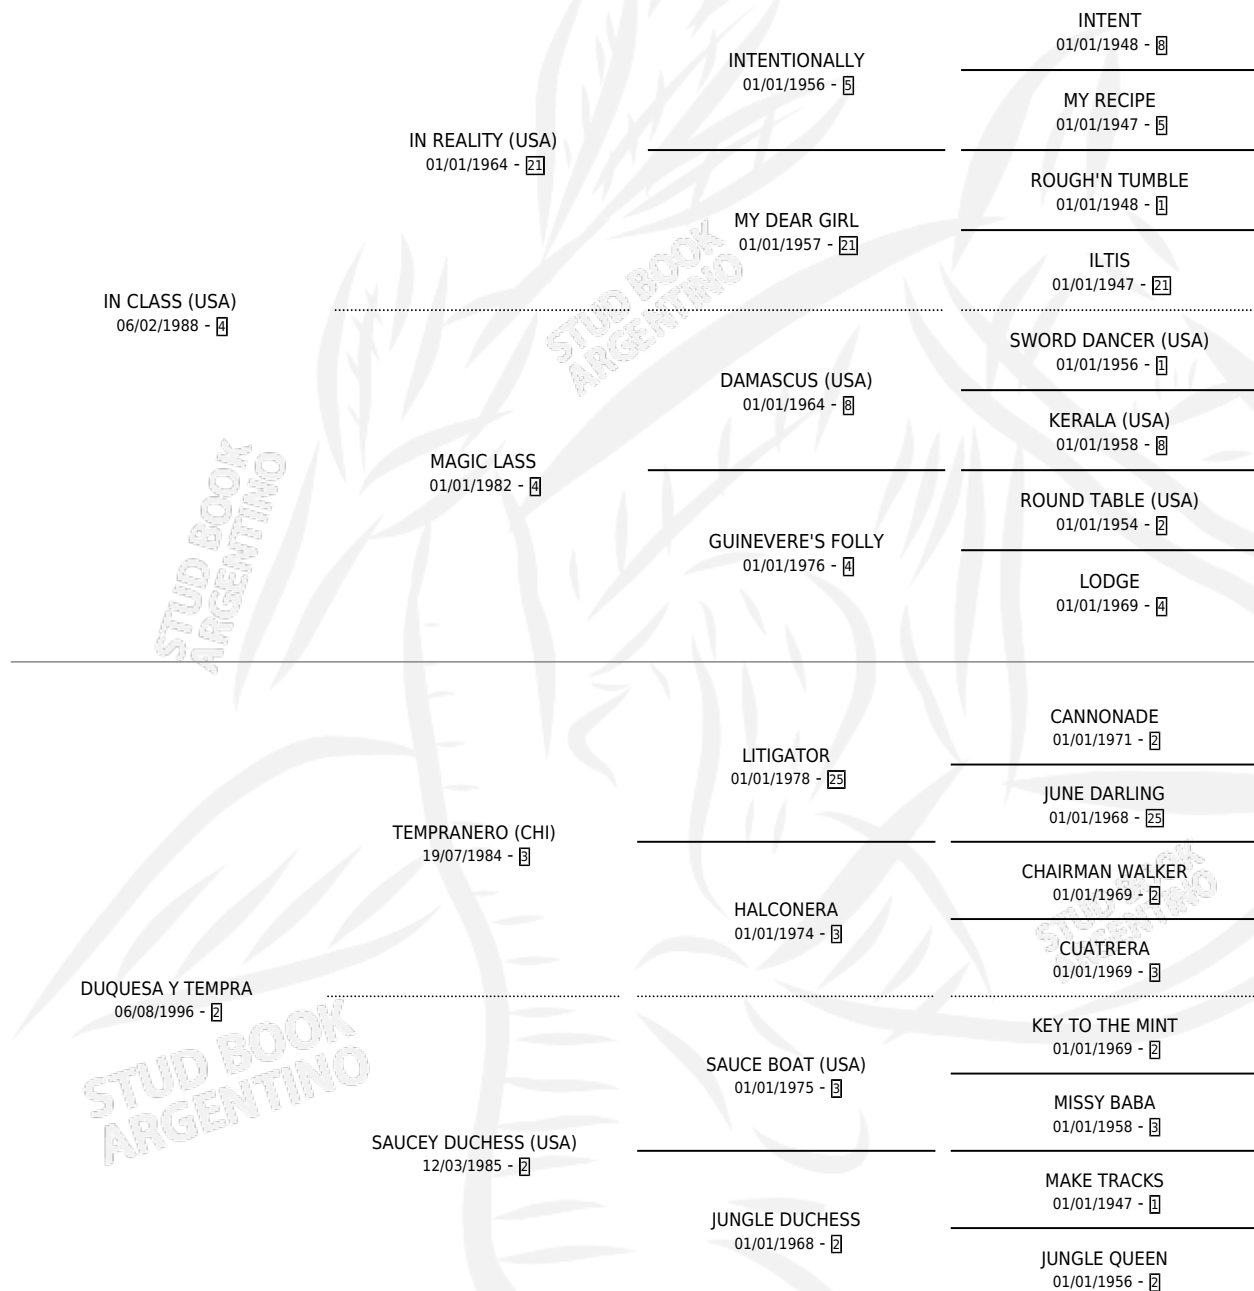 INTENT
01/01/1948 - 8
INTENTIONALLY
01/01/1956 - 5
MY RECIPE
01/01/1947 - 5
IN REALITY (USA)
01/01/1964 - 21
ROUGH'N TUMBLE
01/01/1948 - 1
MY DEAR GIRL
01/01/1957 - 21
ILTIS
01/01/1947 - 21
IN CLASS (USA)
06/02/1988 - 4
SWORD DANCER (USA)
01/01/1956 - 1
DAMASCUS (USA)
01/01/1964 - 8
KERALA (USA)
01/01/1958 - 8
MAGIC LASS
01/01/1982 - 4
ROUND TABLE (USA)
01/01/1954 - 2
GUINEVERE'S FOLLY
01/01/1976 - 4
LODGE
01/01/1969 - 4
CANNONADE
01/01/1971 - 2
LITIGATOR
01/01/1978 - 25
JUNE DARLING
01/01/1968 - 25
TEMPRANERO (CHI)
19/07/1984 - 3
CHAIRMAN WALKER
01/01/1969 - 2
HALCONERA
01/01/1974 - 3
CUATRERA
01/01/1969 - 3
DUQUESA Y TEMPRA
06/08/1996 - 2
KEY TO THE MINT
01/01/1969 - 2
SAUCE BOAT (USA)
01/01/1975 - 3
MISSY BABA
01/01/1958 - 3
SAUCEY DUCHESS (USA)
12/03/1985 - 2
MAKE TRACKS
01/01/1947 - 1
JUNGLE DUCHESS
01/01/1968 - 2
JUNGLE QUEEN
01/01/1956 - 2
STUD BOOK
ARGENTINO
STUD BOOK
ARGENTINO
STUD BOOK
ARGENTINO
STUD BOOK
ARGENTINO